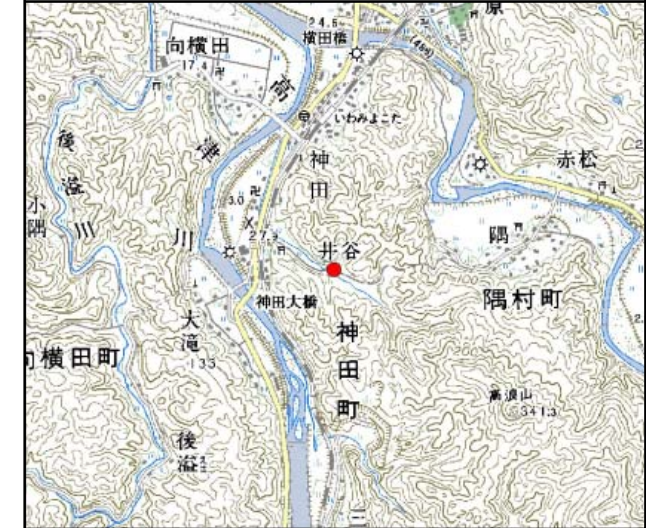 原
24.5
横田橋
向横田
17.4
(488)
高津川
いわみよこた
神田
赤松
後溢川
小隅
3.0
27
隅
井谷
隅村町
神田大橋
大滝
向横田町
神田町
135
高浪山
341.3
後溢